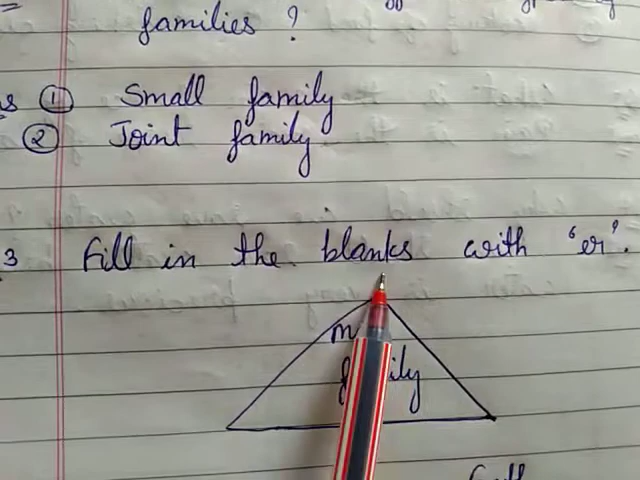 families ?
① Small family
② Joint family
3 fill in the blanks with 'er'.